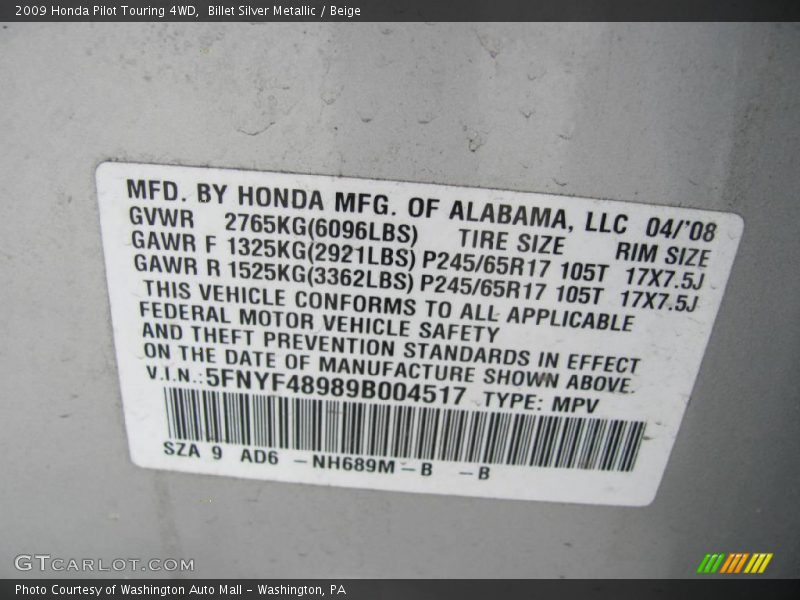 2009 Honda Pilot Touring 4WD,  Billet Silver Metallic / Beige
MFD. BY HONDA MFG. OF ALABAMA, LLC 04/'08
GVWR 2765KG(6096LBS) TIRE SIZE RIM SIZE
GAWR F 1325KG(2921LBS) P245/65R17 105T 17X7.5J
GAWR R 1525KG(3362LBS) P245/65R17 105T 17X7.5J
THIS VEHICLE CONFORMS TO ALL APPLICABLE
FEDERAL MOTOR VEHICLE SAFETY
AND THEFT PREVENTION STANDARDS IN EFFECT
ON THE DATE OF MANUFACTURE SHOWN ABOVE.
V.I.N.:5FNYF48989B004517 TYPE: MPV
SZA 9 AD6 –NH689M–B –B
GTCARLOT.COM
Photo Courtesy of Washington Auto Mall – Washington, PA